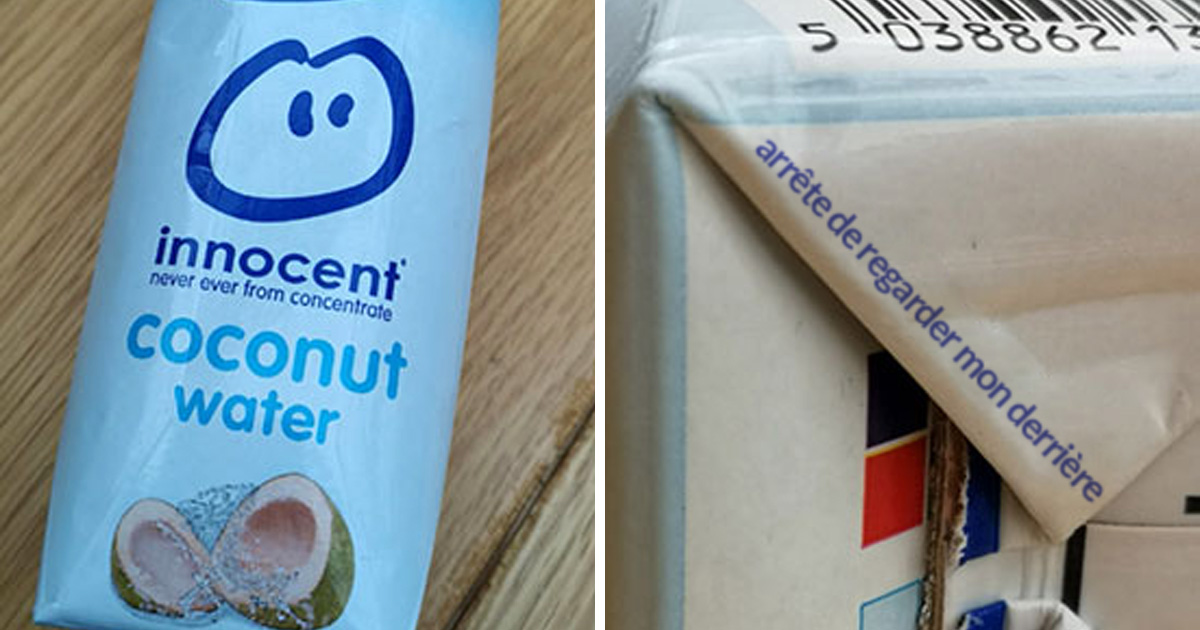 innocent
never ever from concentrate
coconut
water
5 038862 13
arrête de regarder mon derrière